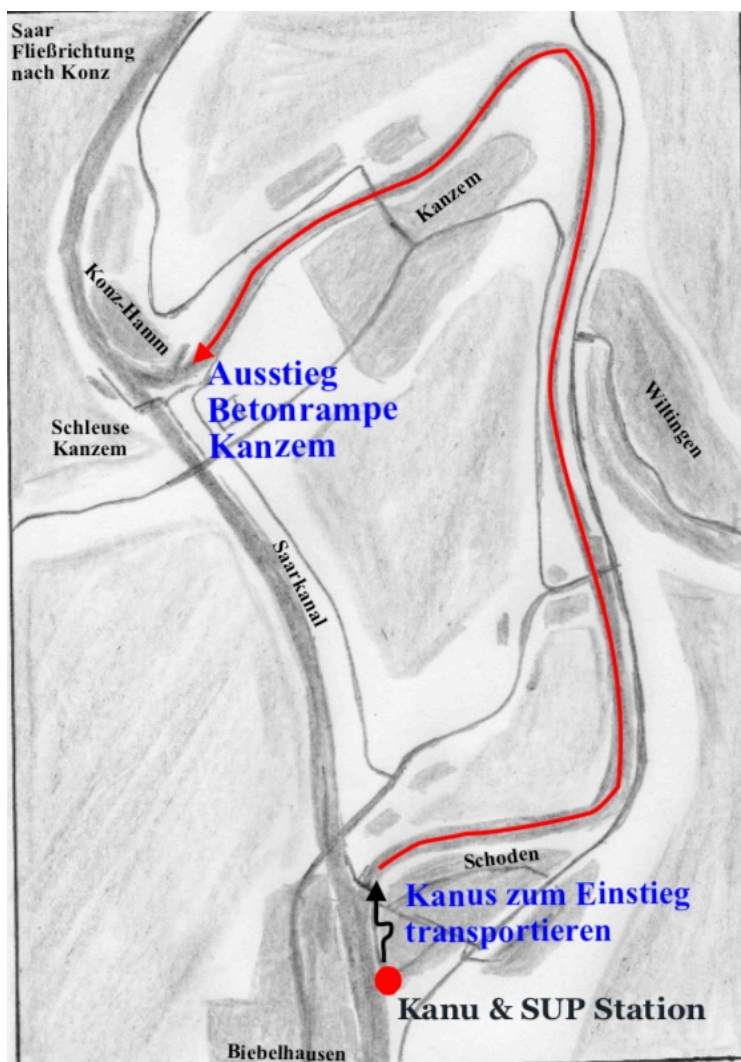 Saar
Fließrichtung
nach Konz
Kanzem
Konz-Hamm
Ausstieg
Betonrampe
Kanzem
Schleuse
Kanzem
Wiltingen
Saarkanal
Schoden
Kanus zum Einstieg
transportieren
Kanu & SUP Station
Biebelhausen